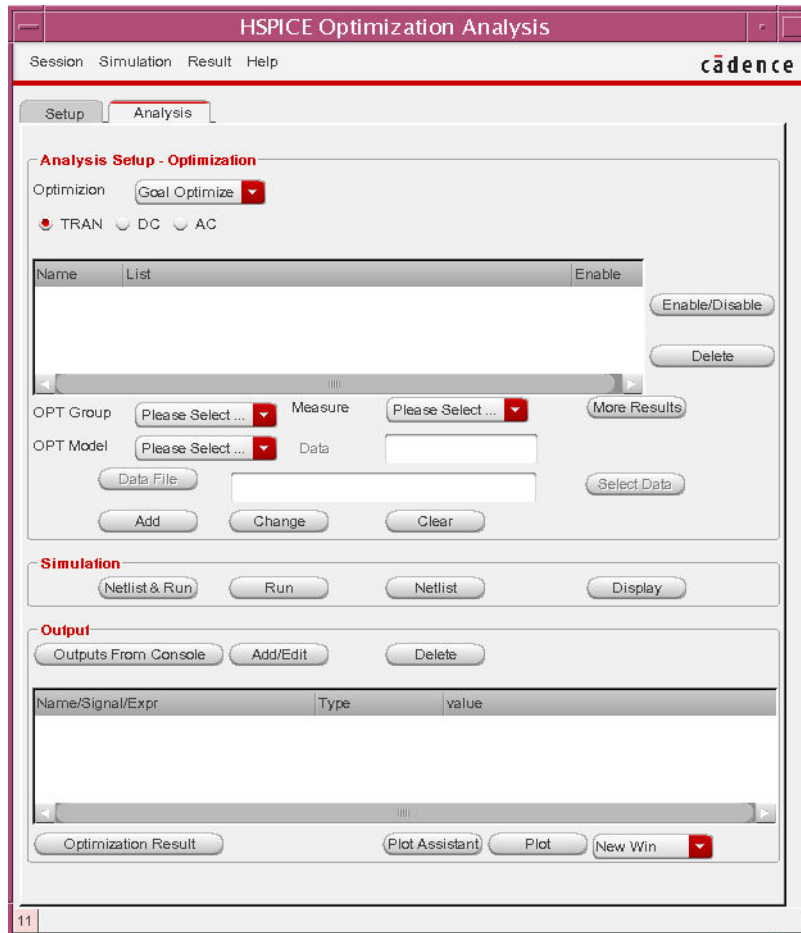 HSPICE Optimization Analysis
Session Simulation Result Help
cādence
Setup Analysis
Analysis Setup - Optimization
Optimizion Goal Optimize
TRAN DC AC
Name List Enable
Enable/Disable
Delete
OPT Group Please Select ... Measure Please Select ... More Results
OPT Model Please Select ... Data
Data File Select Data
Add Change Clear
Simulation
Netlist & Run Run Netlist Display
Output
Outputs From Console Add/Edit Delete
Name/Signal/Expr Type value
Optimization Result Plot Assistant Plot New Win
11